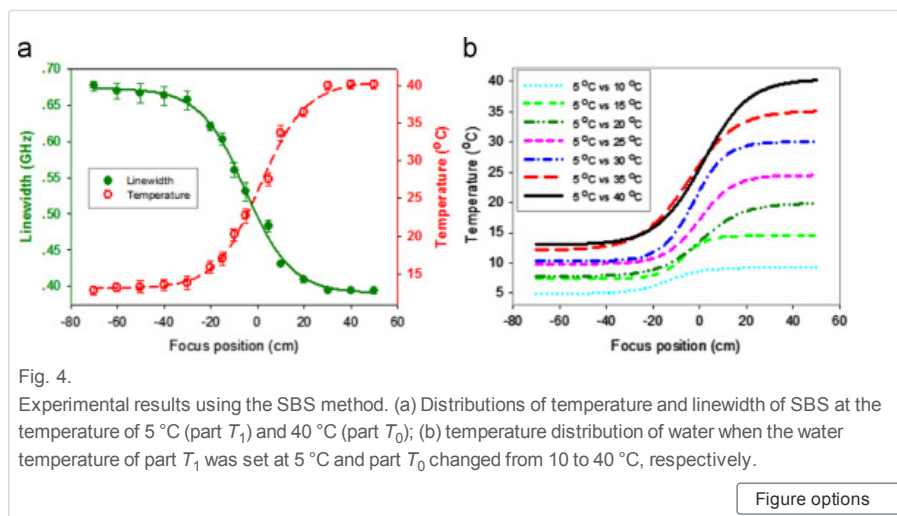 a
.70
.65
.60
.55
.50
.45
.40
Linewidth (GHz)
Linewidth
Temperature
40
35
30
25
20
15
Temperature (°C)
-80 -60 -40 -20 0 20 40 60
Focus position (cm)
b
40
35
30
25
20
15
10
5
Temperature (°C)
5 °C vs 10 °C
5 °C vs 15 °C
5 °C vs 20 °C
5 °C vs 25 °C
5 °C vs 30 °C
5 °C vs 35 °C
5 °C vs 40 °C
-80 -60 -40 -20 0 20 40 60
Focus position (cm)
Fig. 4.
Experimental results using the SBS method. (a) Distributions of temperature and linewidth of SBS at the
temperature of 5 °C (part T1) and 40 °C (part T0); (b) temperature distribution of water when the water
temperature of part T1 was set at 5 °C and part T0 changed from 10 to 40 °C, respectively.
Figure options